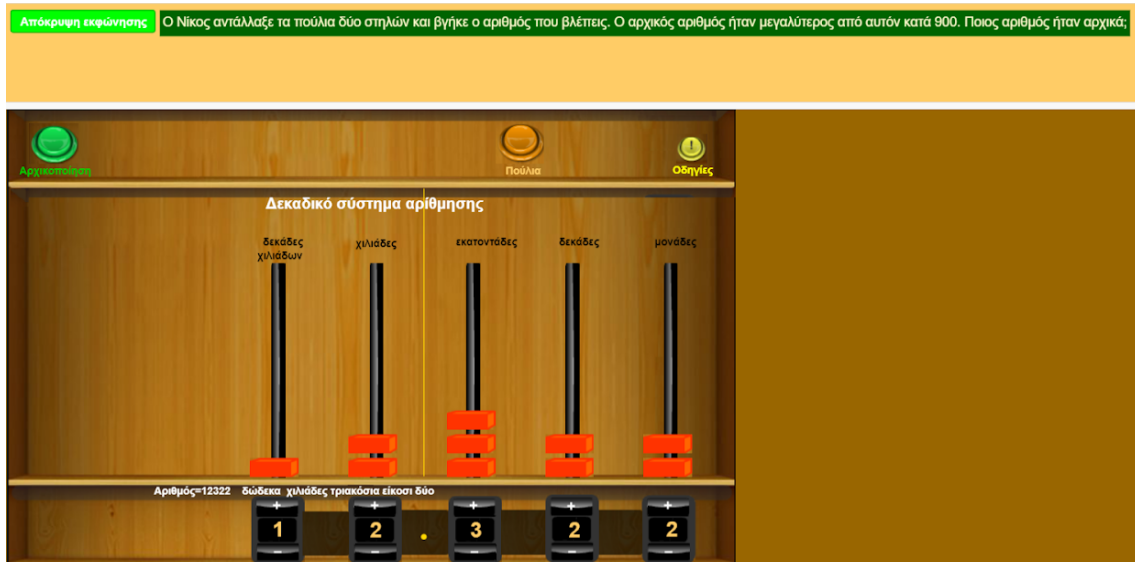 Απόκρυψη εκφώνησης Ο Νίκος αντάλλαξε τα πούλια δύο στηλών και βγήκε ο αριθμός που βλέπεις. Ο αρχικός αριθμός ήταν μεγαλύτερος από αυτόν κατά 900. Ποιος αριθμός ήταν αρχικά;
Αρχικοποίηση Πούλια Οδηγίες
Δεκαδικό σύστημα αρίθμησης
δεκάδες χιλιάδων χιλιάδες εκατοντάδες δεκάδες μονάδες
Αριθμός=12322 δώδεκα χιλιάδες τριακόσια είκοσι δύο
+ + + + +
1 2 . 3 2 2
− − − − −